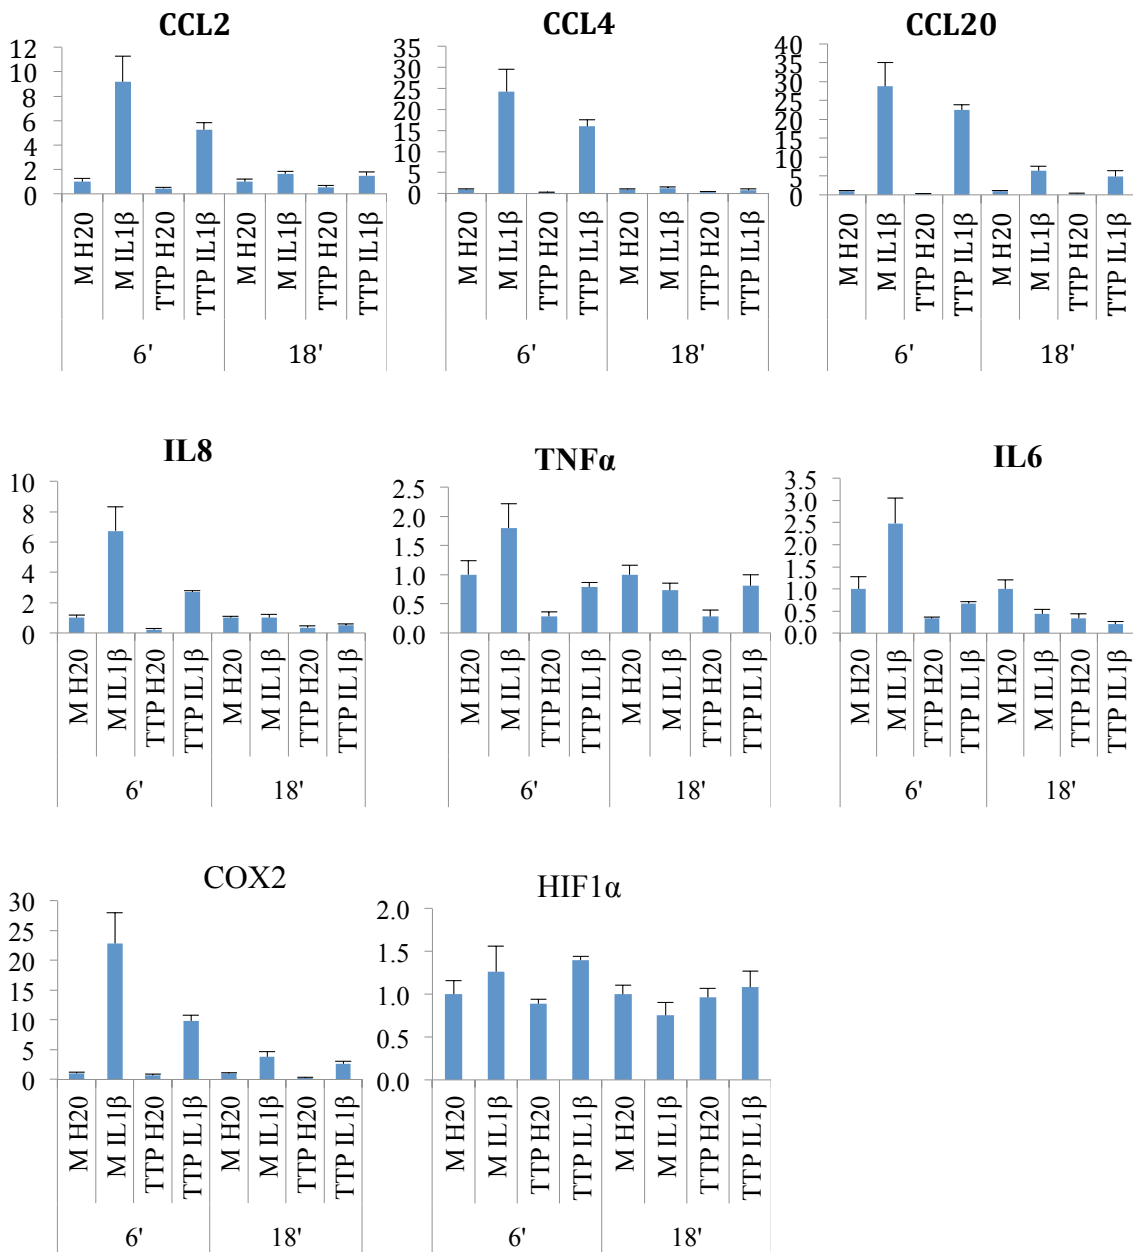 CCL2
CCL4
CCL20
12
10
8
6
4
2
0
35
30
25
20
15
10
5
0
40
35
30
25
20
15
10
5
0
M H20
M IL1β
TTP H20
TTP IL1β
M H20
M IL1β
TTP H20
TTP IL1β
6'
18'
M H20
M IL1β
TTP H20
TTP IL1β
M H20
M IL1β
TTP H20
TTP IL1β
6'
18'
M H20
M IL1β
TTP H20
TTP IL1β
M H20
M IL1β
TTP H20
TTP IL1β
6'
18'
IL8
TNFα
IL6
10
8
6
4
2
0
2.5
2.0
1.5
1.0
0.5
0.0
3.5
3.0
2.5
2.0
1.5
1.0
0.5
0.0
M H20
M IL1β
TTP H20
TTP IL1β
M H20
M IL1β
TTP H20
TTP IL1β
6'
18'
M H20
M IL1β
TTP H20
TTP IL1β
M H20
M IL1β
TTP H20
TTP IL1β
6'
18'
M H20
M IL1β
TTP H20
TTP IL1β
M H20
M IL1β
TTP H20
TTP IL1β
6'
18'
COX2
HIF1α
30
25
20
15
10
5
0
2.0
1.5
1.0
0.5
0.0
M H20
M IL1β
TTP H20
TTP IL1β
M H20
M IL1β
TTP H20
TTP IL1β
6'
18'
M H20
M IL1β
TTP H20
TTP IL1β
M H20
M IL1β
TTP H20
TTP IL1β
6'
18'